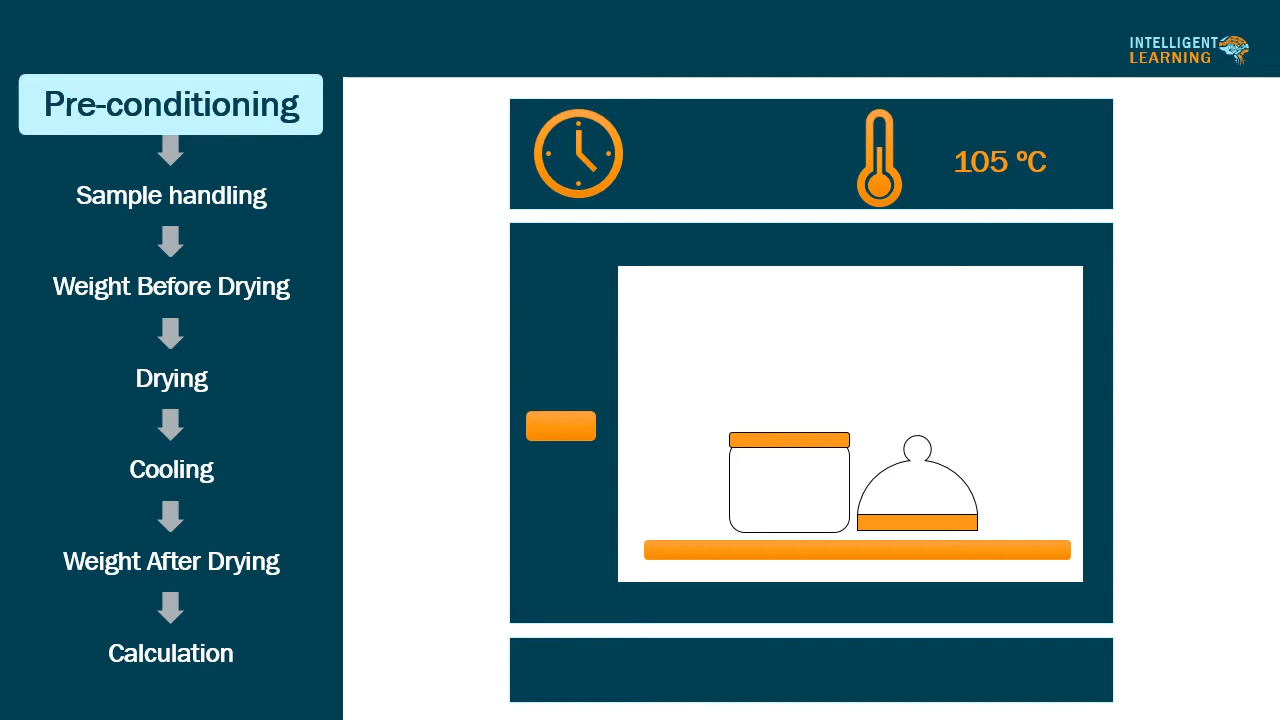 INTELLIGENT
LEARNING
Pre-conditioning
105 ºC
Sample handling
Weight Before Drying
Drying
Cooling
Weight After Drying
Calculation